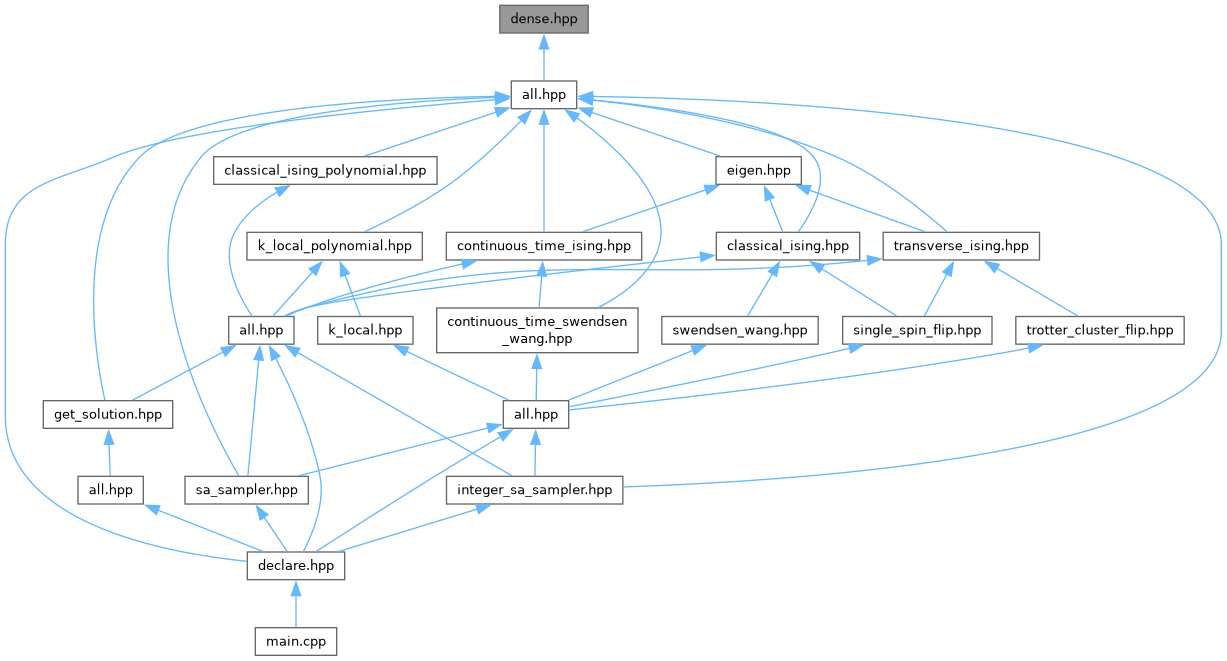 dense.hpp
all.hpp
classical_ising_polynomial.hpp
eigen.hpp
k_local_polynomial.hpp
continuous_time_ising.hpp
classical_ising.hpp
transverse_ising.hpp
all.hpp
k_local.hpp
continuous_time_swendsen
_wang.hpp
swendsen_wang.hpp
single_spin_flip.hpp
trotter_cluster_flip.hpp
get_solution.hpp
all.hpp
all.hpp
sa_sampler.hpp
integer_sa_sampler.hpp
declare.hpp
main.cpp